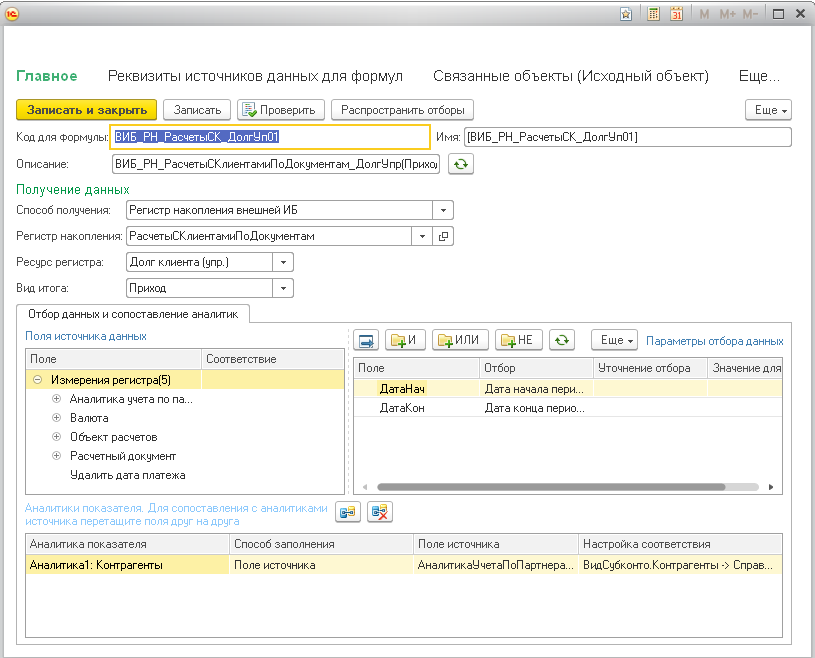 1С 31 M M+ M-
Главное Реквизиты источников данных для формул Связанные объекты (Исходный объект) Еще...
Записать и закрыть Записать Проверить Распространить отборы Еще
Код для формулы: ВИБ_РН_РасчетыСК_ДолгУп01 Имя: [ВИБ_РН_РасчетыСК_ДолгУп01]
Описание: ВИБ_РН_РасчетыСКлиентамиПоДокументам_ДолгУпр(Приход
Получение данных
Способ получения: Регистр накопления внешней ИБ
Регистр накопления: РасчетыСКлиентамиПоДокументам
Ресурс регистра: Долг клиента (упр.)
Вид итога: Приход
Отбор данных и сопоставление аналитик
Поля источника данных И ИЛИ НЕ Еще Параметры отбора данных
Поле Соответствие Поле Отбор Уточнение отбора Значение для
Измерения регистра(5) ДатаНач Дата начала пери...
Аналитика учета по па... ДатаКон Дата конца перио...
Валюта
Объект расчетов
Расчетный документ
Удалить дата платежа
Аналитики показателя. Для сопоставления с аналитиками
источника перетащите поля друг на друга
Аналитика показателя Способ заполнения Поле источника Настройка соответствия
Аналитика1: Контрагенты Поле источника АналитикаУчетаПоПартнера... ВидСубконто.Контрагенты -> Справ...